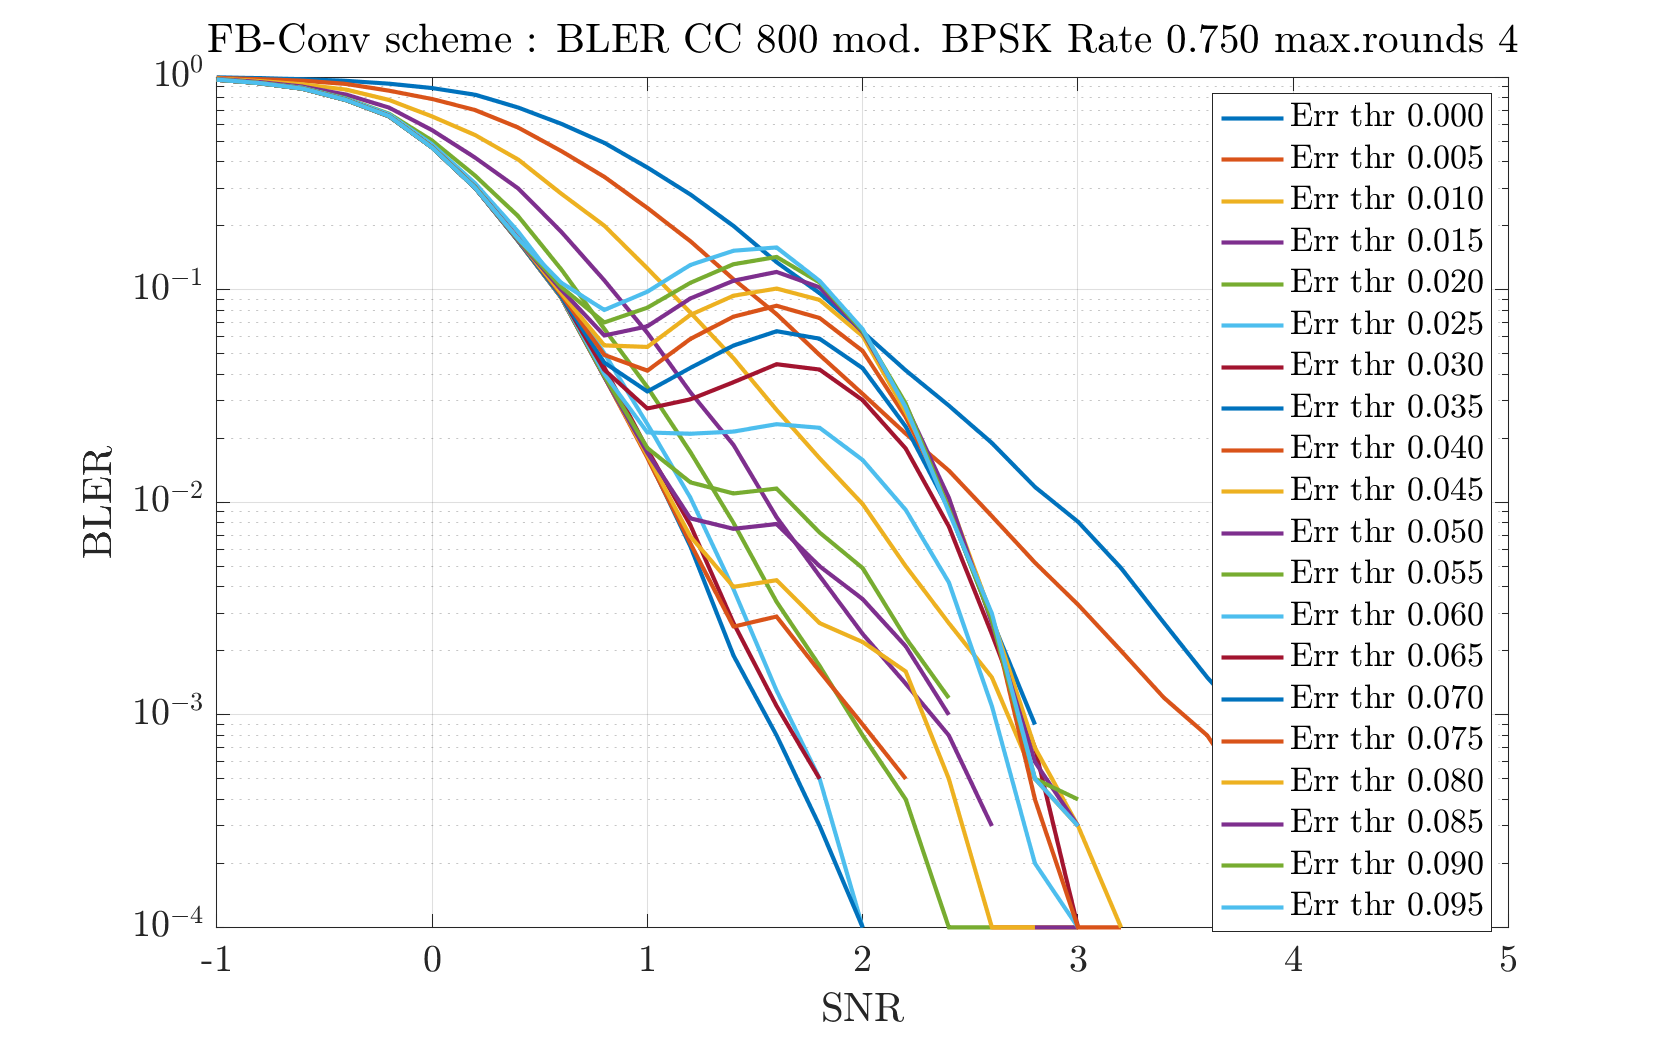 FB-Conv scheme : BLER CC 800 mod. BPSK Rate 0.750 max.rounds 4
10^0
10^{-1}
10^{-2}
10^{-3}
10^{-4}
BLER
-1 0 1 2 3 4 5
SNR
Err thr 0.000
Err thr 0.005
Err thr 0.010
Err thr 0.015
Err thr 0.020
Err thr 0.025
Err thr 0.030
Err thr 0.035
Err thr 0.040
Err thr 0.045
Err thr 0.050
Err thr 0.055
Err thr 0.060
Err thr 0.065
Err thr 0.070
Err thr 0.075
Err thr 0.080
Err thr 0.085
Err thr 0.090
Err thr 0.095